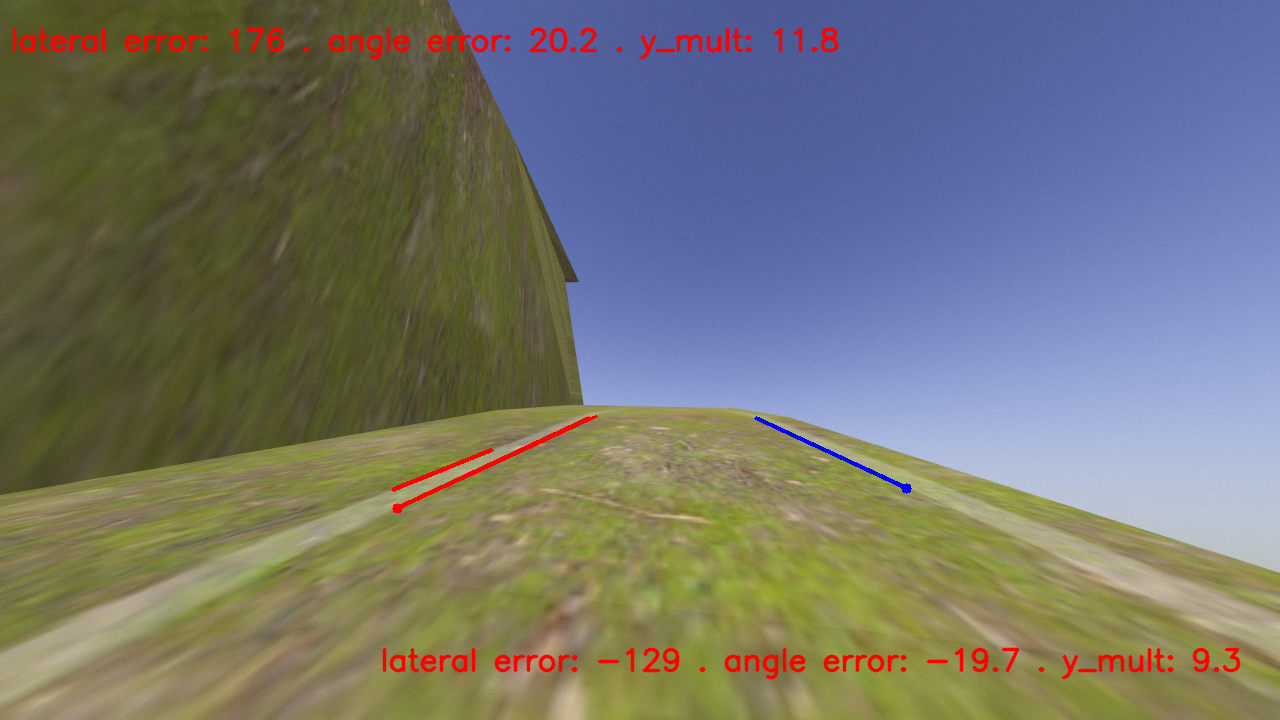 lateral error: 176 . angle error: 20.2 . y_mult: 11.8
lateral error: -129 . angle error: -19.7 . y_mult: 9.3